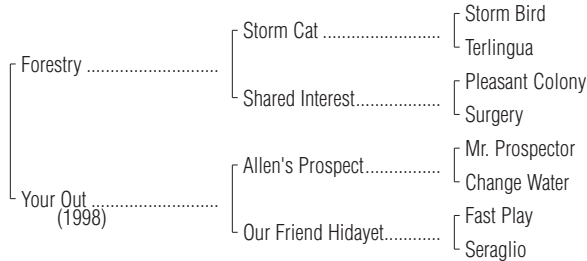 Storm Bird
Storm Cat ........................
Terlingua
Forestry ...........................
Pleasant Colony
Shared Interest................
Surgery
Mr. Prospector
Allen's Prospect...............
Change Water
Your Out ..........................
(1998)
Fast Play
Our Friend Hidayet...........
Seraglio